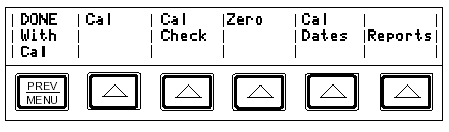 DONE Cal Cal Zero Cal
With Check Dates Reports
Cal
PREV
MENU